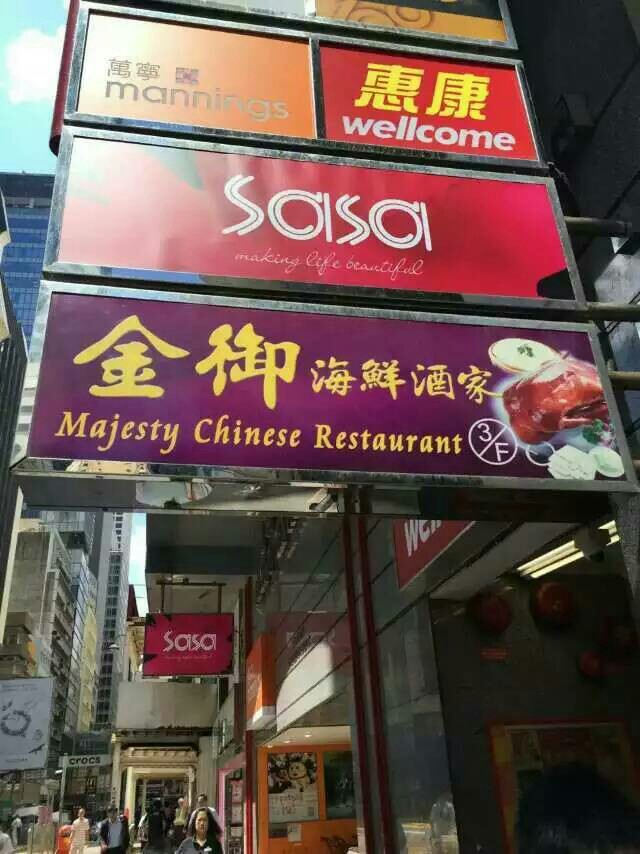 萬寧
mannings
惠康
wellcome
sasa
making life beautiful
金御海鮮酒家
Majesty Chinese Restaurant 3/F
well
sasa
crocs